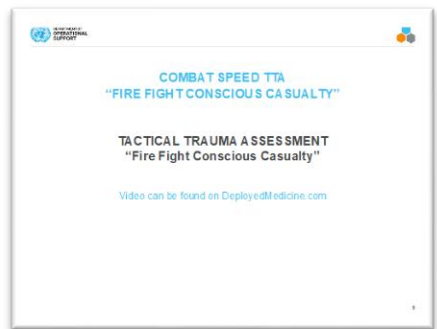 DEPARTMENT OF
OPERATIONAL
SUPPORT
COMBAT SPEED TTA
“FIRE FIGHT CONSCIOUS CASUALTY”
TACTICAL TRAUMA ASSESSMENT
“Fire Fight Conscious Casualty”
Video can be found on DeployedMedicine.com